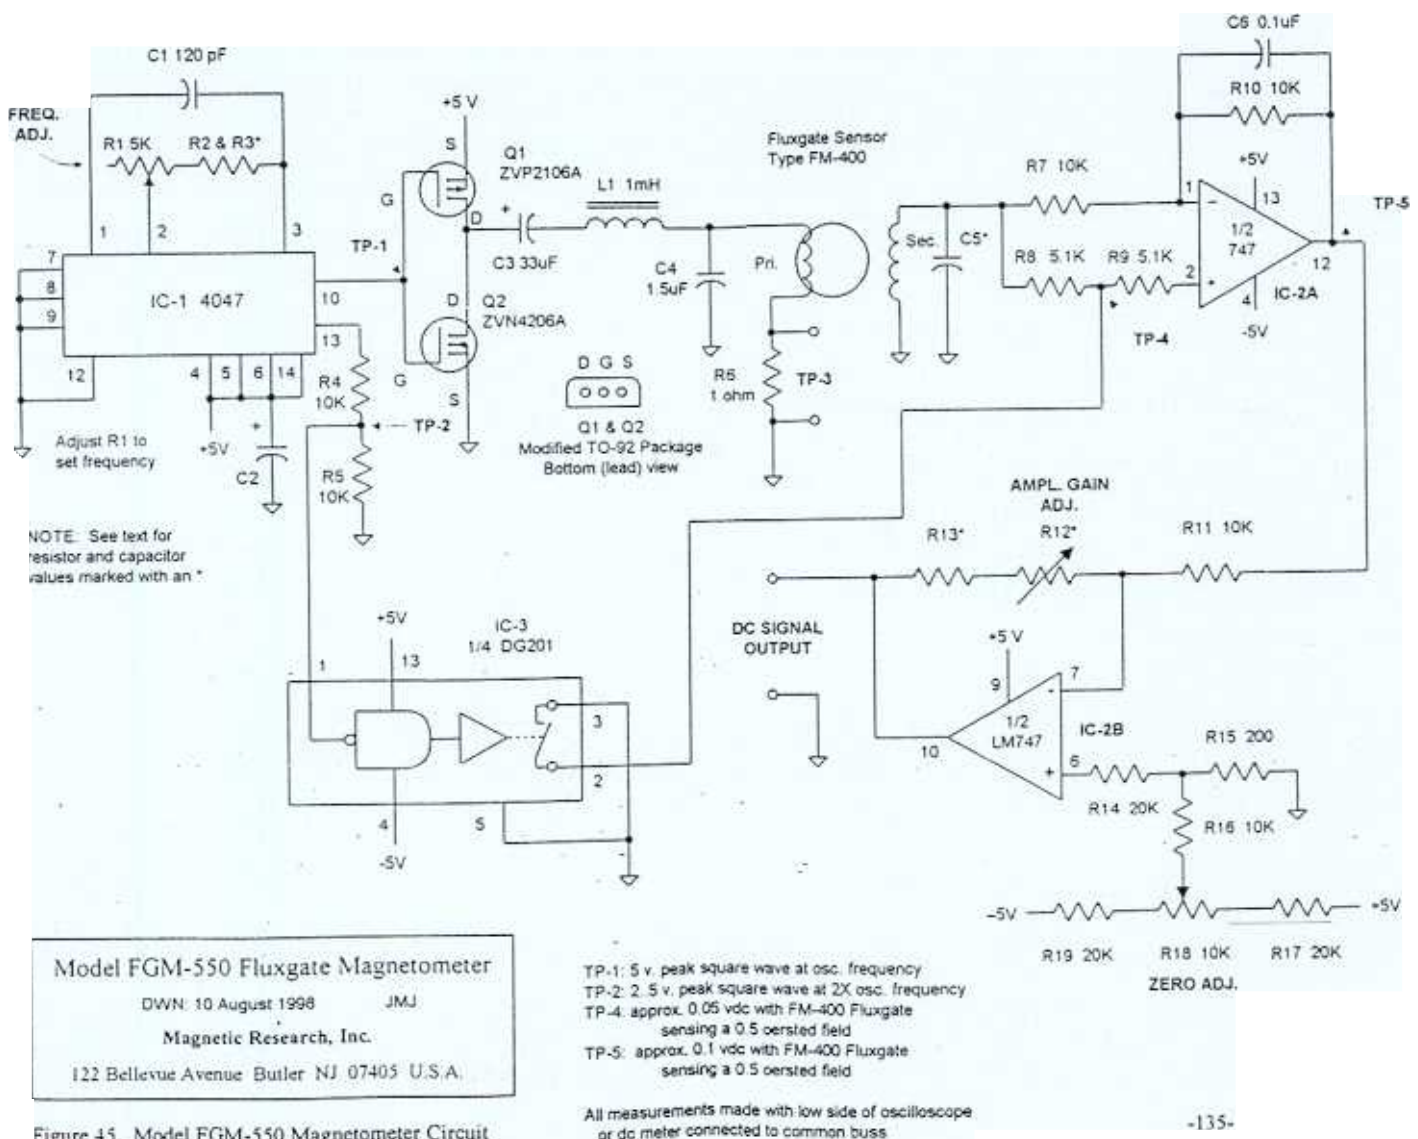 C1 120 pF
FREQ.
ADJ.
R1 5K
R2 & R3*
1
2
3
7
8
9
12
IC-1 4047
10
13
4
5
6
14
+5V
C2
+
Adjust R1 to
set frequency
NOTE: See text for
resistor and capacitor
values marked with an *
+5 V
S
Q1
ZVP2106A
G
D
TP-1
+
C3 33uF
L1 1mH
D
Q2
ZVN4206A
G
S
R4
10K
TP-2
R5
10K
D G S
Q1 & Q2
Modified TO-92 Package
Bottom (lead) view
C4
1.5uF
Fluxgate Sensor
Type FM-400
Pri.
Sec.
C5*
R6
1 ohm
TP-3
R7 10K
R8 5.1K
R9 5.1K
TP-4
C6 0.1uF
R10 10K
+5V
1
-
13
1/2
747
2
+
4
-5V
12
IC-2A
TP-5
AMPL. GAIN
ADJ.
R13*
R12*
R11 10K
DC SIGNAL
OUTPUT
+5 V
9
7
-
1/2
LM747
IC-2B
10
+
6
R14 20K
R15 200
R16 10K
-5V
+5V
R19 20K
R18 10K
R17 20K
ZERO ADJ.
IC-3
1/4 DG201
+5V
1
13
3
2
4
5
-5V
Model FGM-550 Fluxgate Magnetometer
DWN: 10 August 1998 JMJ
Magnetic Research, Inc.
122 Bellevue Avenue Butler NJ 07405 U.S.A.
TP-1: 5 v. peak square wave at osc. frequency
TP-2: 2.5 v. peak square wave at 2X osc. frequency
TP-4: approx. 0.05 vdc with FM-400 Fluxgate
sensing a 0.5 oersted field
TP-5: approx. 0.1 vdc with FM-400 Fluxgate
sensing a 0.5 oersted field
All measurements made with low side of oscilloscope
or dc meter connected to common buss
Figure 45 Model FGM-550 Magnetometer Circuit
-135-